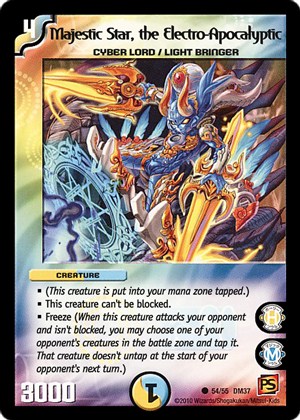 4
Majestic Star, the Electro-Apocalyptic
CYBER LORD / LIGHT BRINGER
CREATURE
▪ (This creature is put into your mana zone tapped.)
▪ This creature can't be blocked.
▪ Freeze (When this creature attacks your opponent
and isn't blocked, you may choose one of your
opponent's creatures in the battle zone and tap it.
That creature doesn't untap at the start of your
opponent's next turn.)
3000
1
54/55 DM37
©2010 Wizards/Shogakukan/Mitsui-Kids
PS